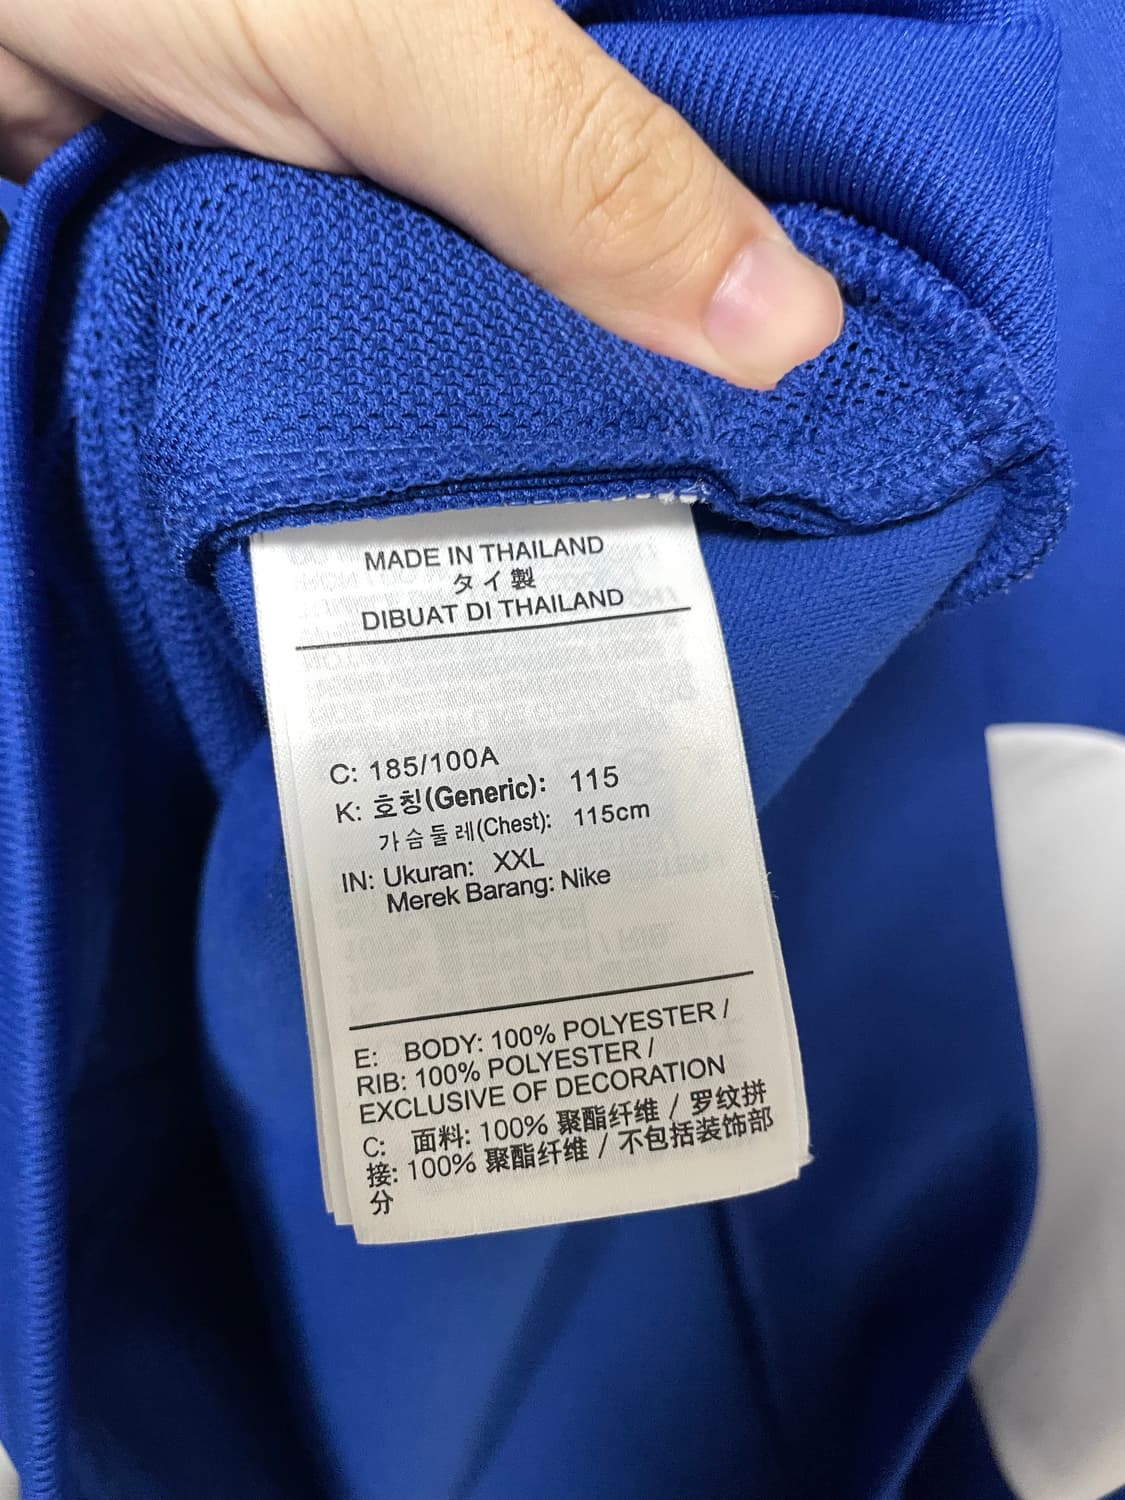 MADE IN THAILAND
タイ製
DIBUAT DI THAILAND
C: 185/100A
K: 호칭(Generic): 115
가슴둘레(Chest): 115cm
IN: Ukuran: XXL
Merek Barang: Nike
E: BODY: 100% POLYESTER /
RIB: 100% POLYESTER /
EXCLUSIVE OF DECORATION
C: 面料: 100% 聚酯纤维 / 罗纹拼
接: 100% 聚酯纤维 / 不包括装饰部
分